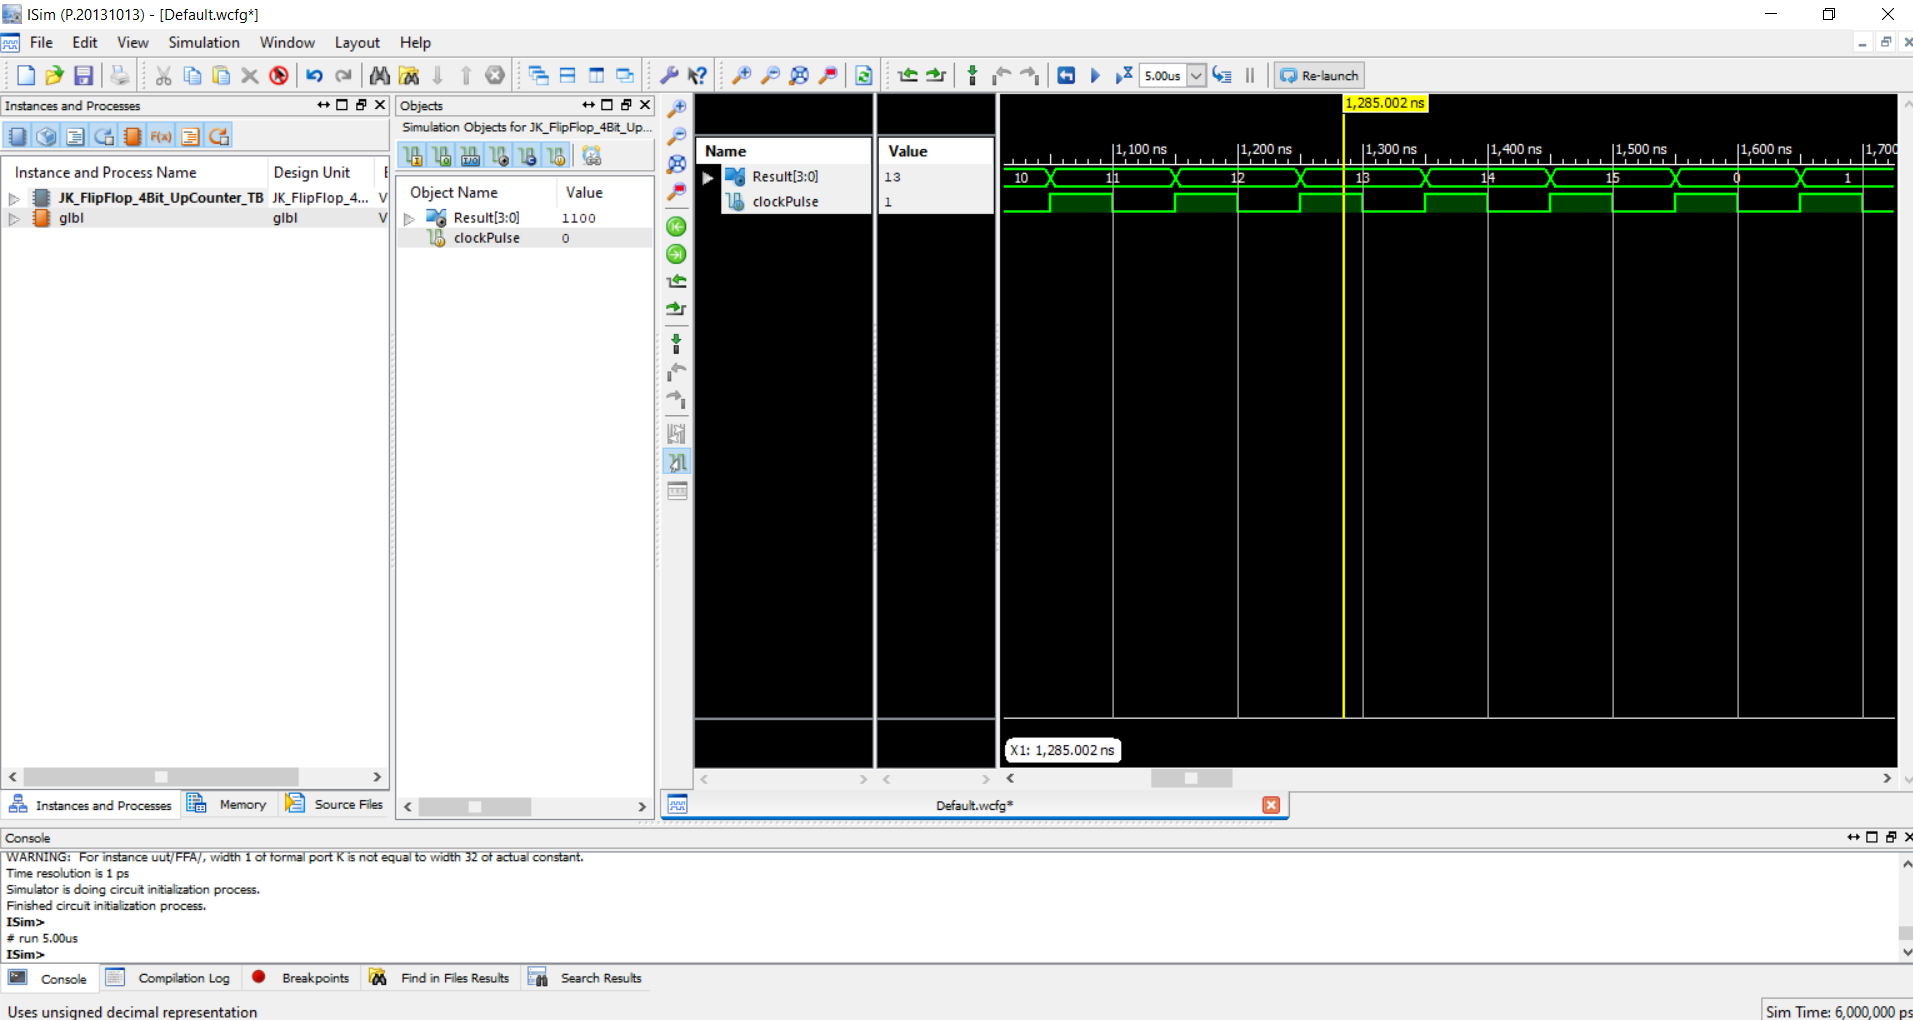 ISim (P.20131013) - [Default.wcfg*]
File Edit View Simulation Window Layout Help
5.00us Re-launch
Instances and Processes
Instance and Process Name Design Unit
JK_FlipFlop_4Bit_UpCounter_TB JK_FlipFlop_4... V
glbl glbl V
Instances and Processes Memory Source Files
Objects
Simulation Objects for JK_FlipFlop_4Bit_Up...
Object Name Value
Result[3:0] 1100
clockPulse 0
Name Value
Result[3:0] 13
clockPulse 1
1,285.002 ns
1,100 ns 1,200 ns 1,300 ns 1,400 ns 1,500 ns 1,600 ns 1,700
10 11 12 13 14 15 0 1
X1: 1,285.002 ns
Default.wcfg*
Console
WARNING: For instance uut/FFA/, width 1 of formal port K is not equal to width 32 of actual constant.
Time resolution is 1 ps
Simulator is doing circuit initialization process.
Finished circuit initialization process.
ISim>
# run 5.00us
ISim>
Console Compilation Log Breakpoints Find in Files Results Search Results
Uses unsigned decimal representation
Sim Time: 6,000,000 ps